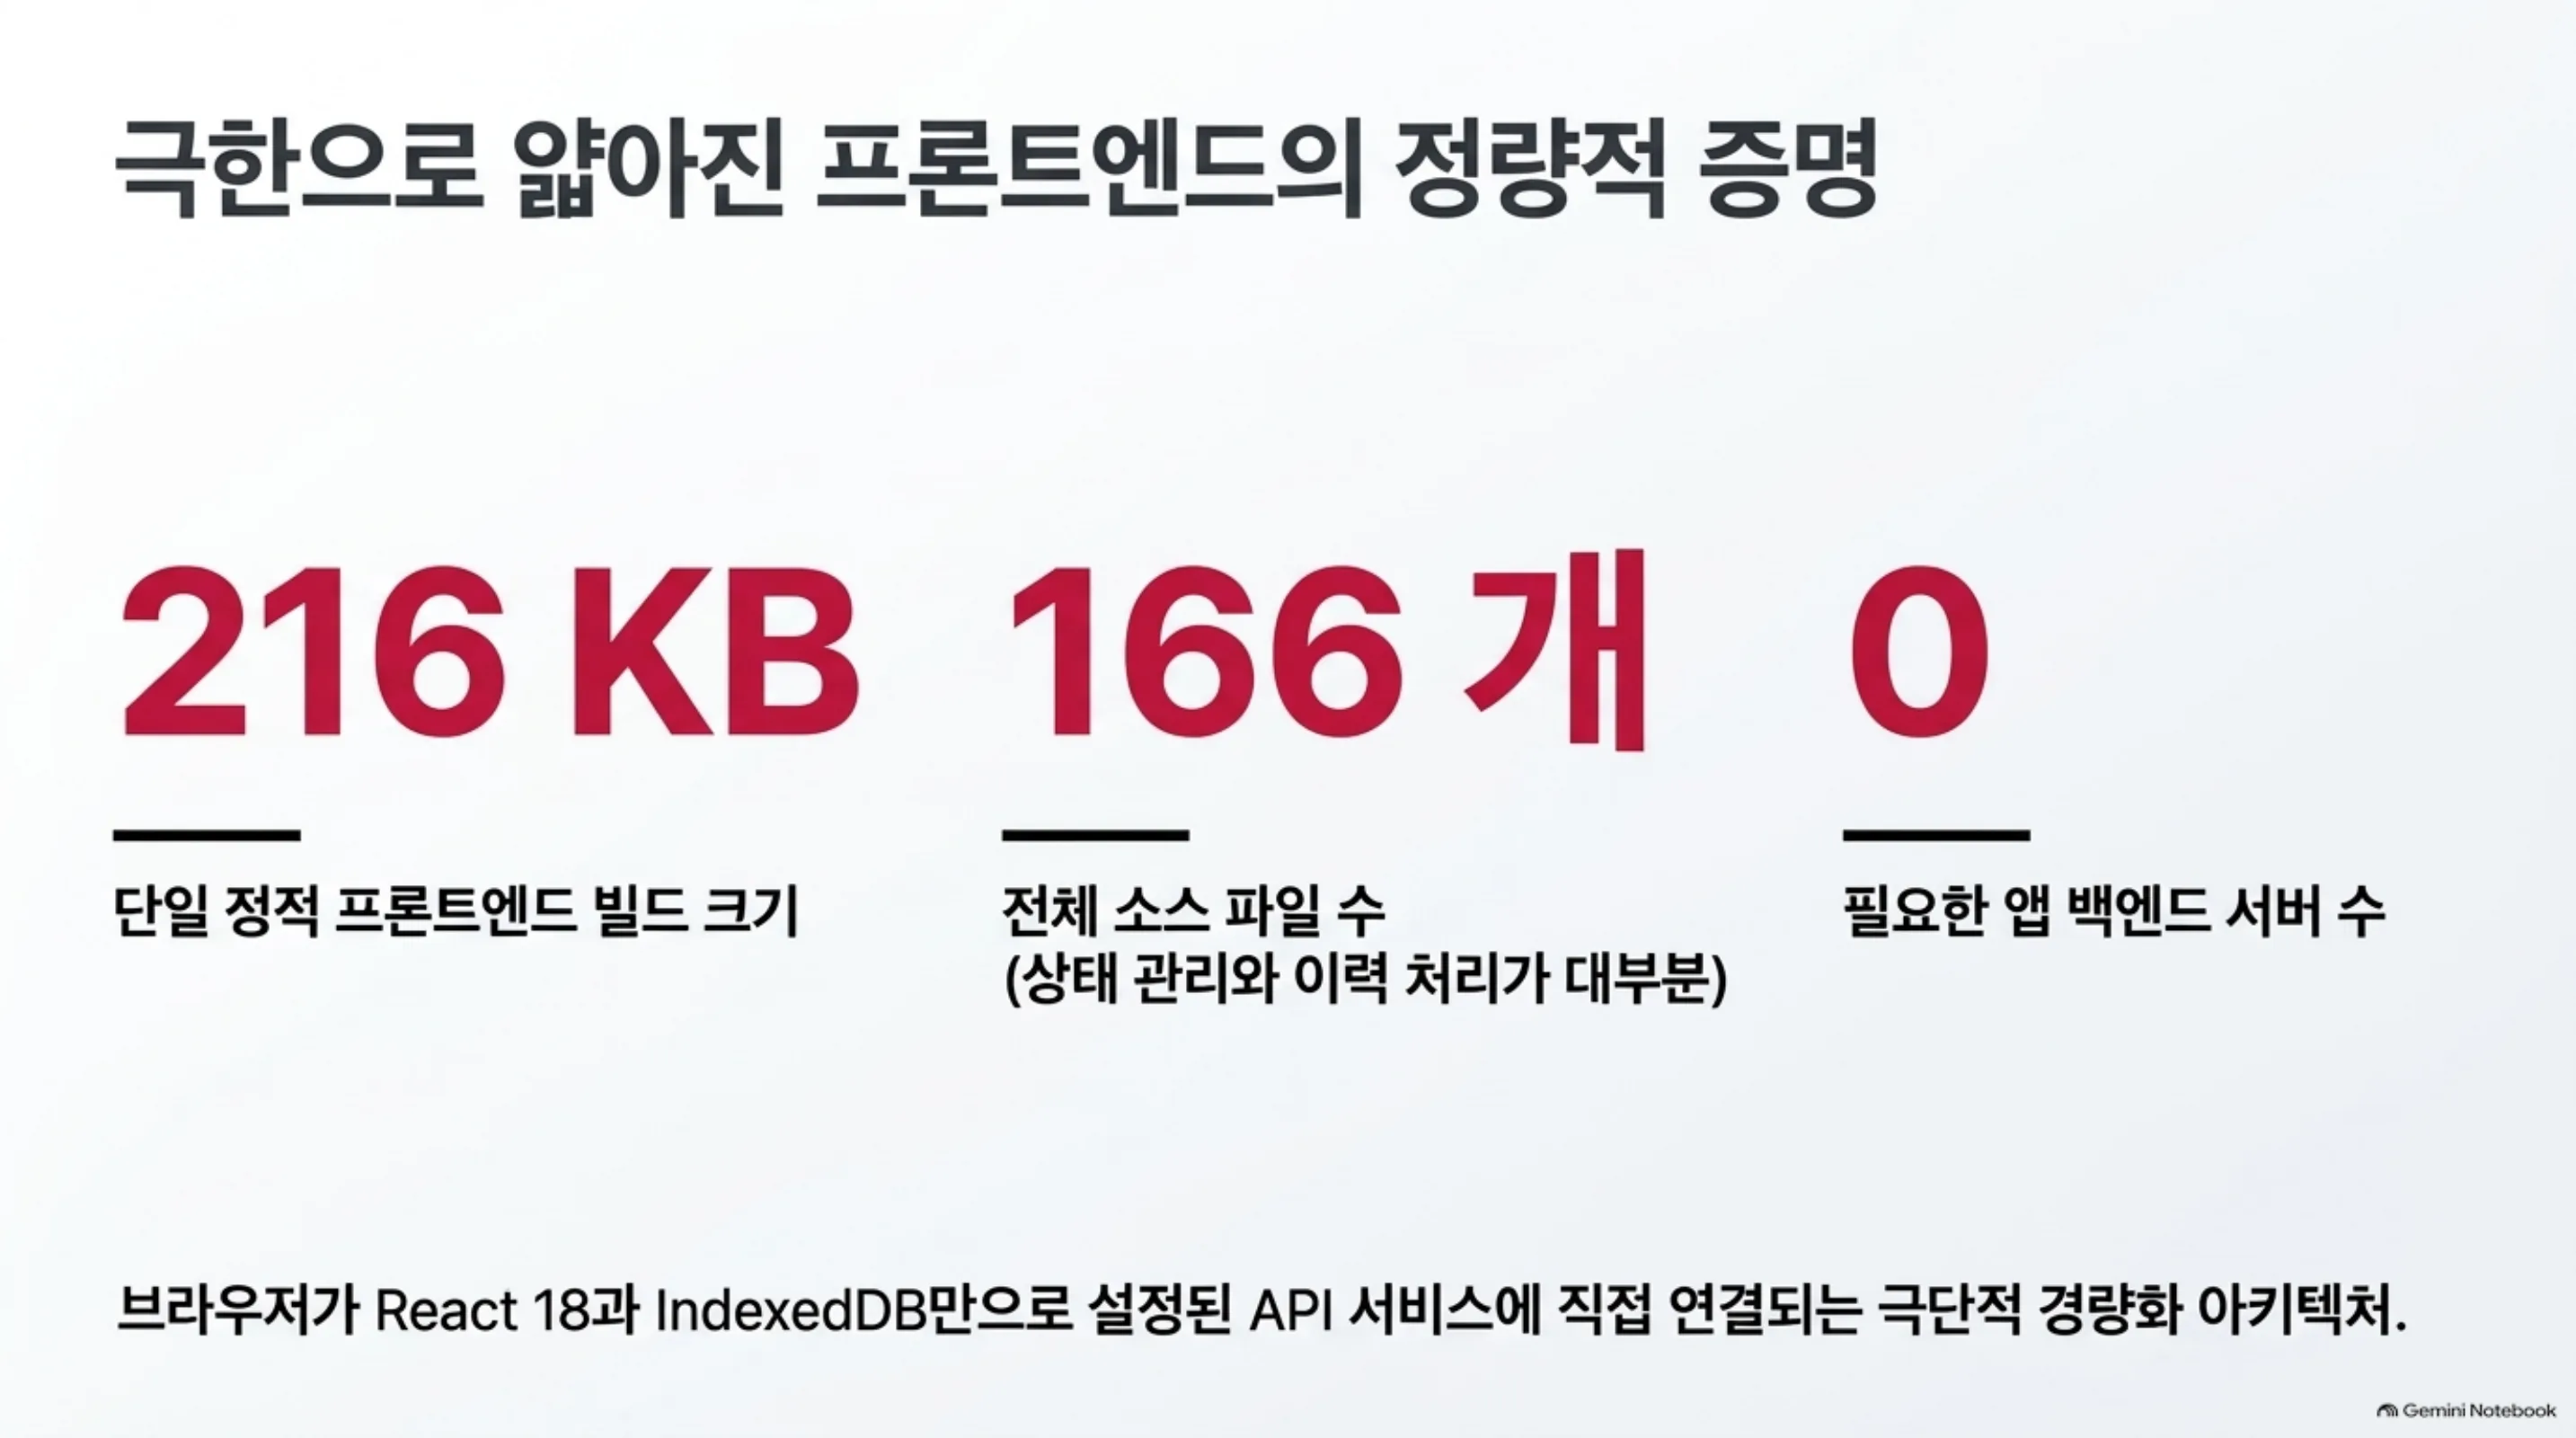 극한으로 얇아진 프론트엔드의 정량적 증명
216 KB
단일 정적 프론트엔드 빌드 크기
166 개
전체 소스 파일 수
(상태 관리와 이력 처리가 대부분)
0
필요한 앱 백엔드 서버 수
브라우저가 React 18과 IndexedDB만으로 설정된 API 서비스에 직접 연결되는 극단적 경량화 아키텍처.
Gemini Notebook